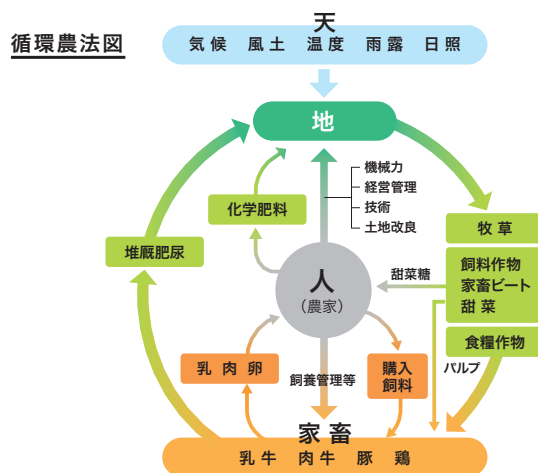 循環農法図
天
気候 風土 温度 雨露 日照
地
機械力
経営管理
技術
土地改良
化学肥料
堆厩肥尿
牧草
飼料作物
家畜ビート
甜菜
甜菜糖
人
(農家)
食糧作物
パルプ
乳肉卵
飼養管理等
購入
飼料
家畜
乳牛 肉牛 豚 鶏